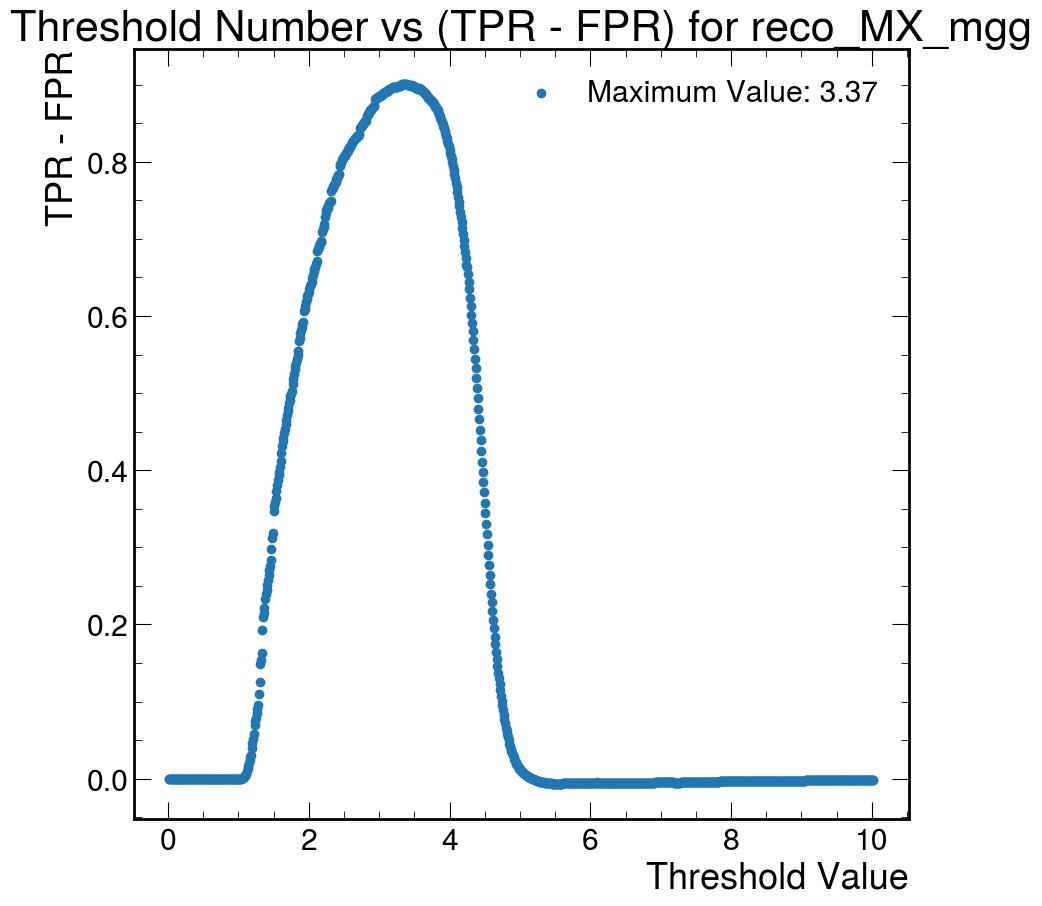 Threshold Number vs (TPR - FPR) for reco_MX_mgg
TPR - FPR
Maximum Value: 3.37
0.8
0.6
0.4
0.2
0.0
0 2 4 6 8 10
Threshold Value